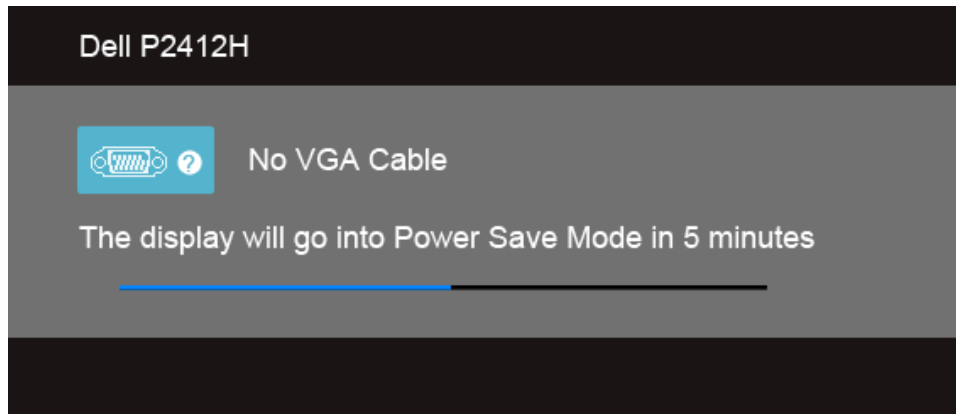 Dell P2412H
No VGA Cable
The display will go into Power Save Mode in 5 minutes